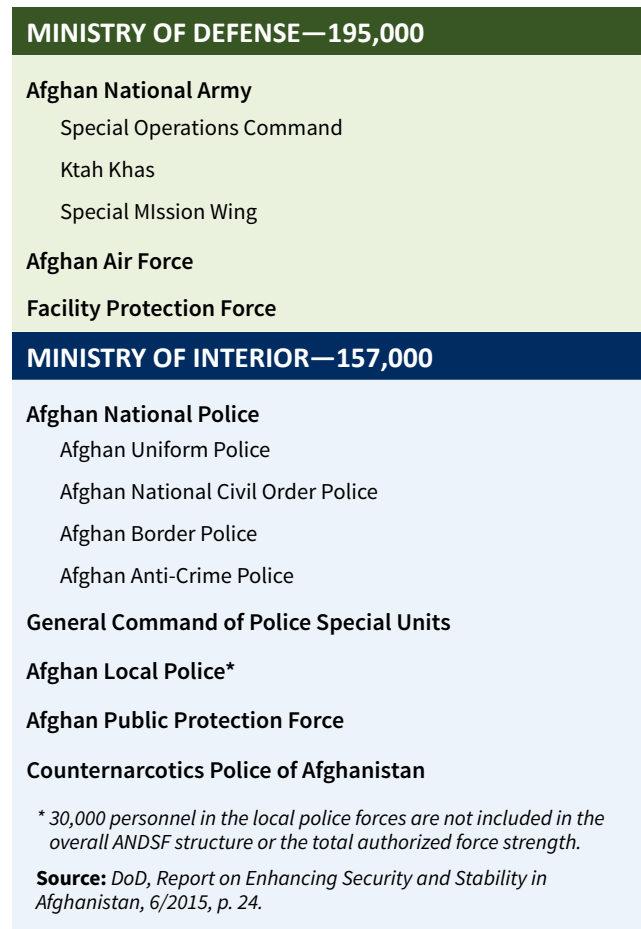 MINISTRY OF DEFENSE—195,000
Afghan National Army
Special Operations Command
Ktah Khas
Special MIssion Wing
Afghan Air Force
Facility Protection Force
MINISTRY OF INTERIOR—157,000
Afghan National Police
Afghan Uniform Police
Afghan National Civil Order Police
Afghan Border Police
Afghan Anti-Crime Police
General Command of Police Special Units
Afghan Local Police*
Afghan Public Protection Force
Counternarcotics Police of Afghanistan
* 30,000 personnel in the local police forces are not included in the
overall ANDSF structure or the total authorized force strength.
Source: DoD, Report on Enhancing Security and Stability in
Afghanistan, 6/2015, p. 24.